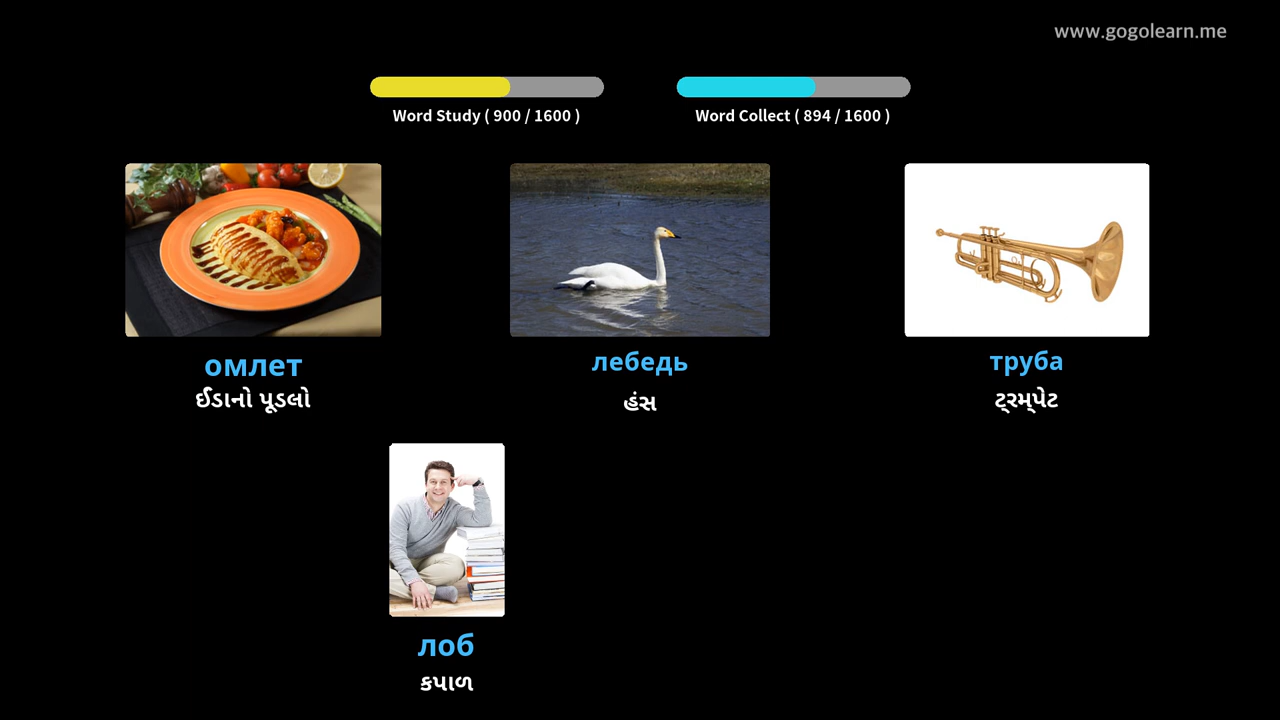 www.gogolearn.me
Word Study ( 900 / 1600 )
Word Collect ( 894 / 1600 )
омлет
ઈંડાનો પૂડલો
лебедь
હંસ
труба
ટ્રમ્પેટ
лоб
કપાળ